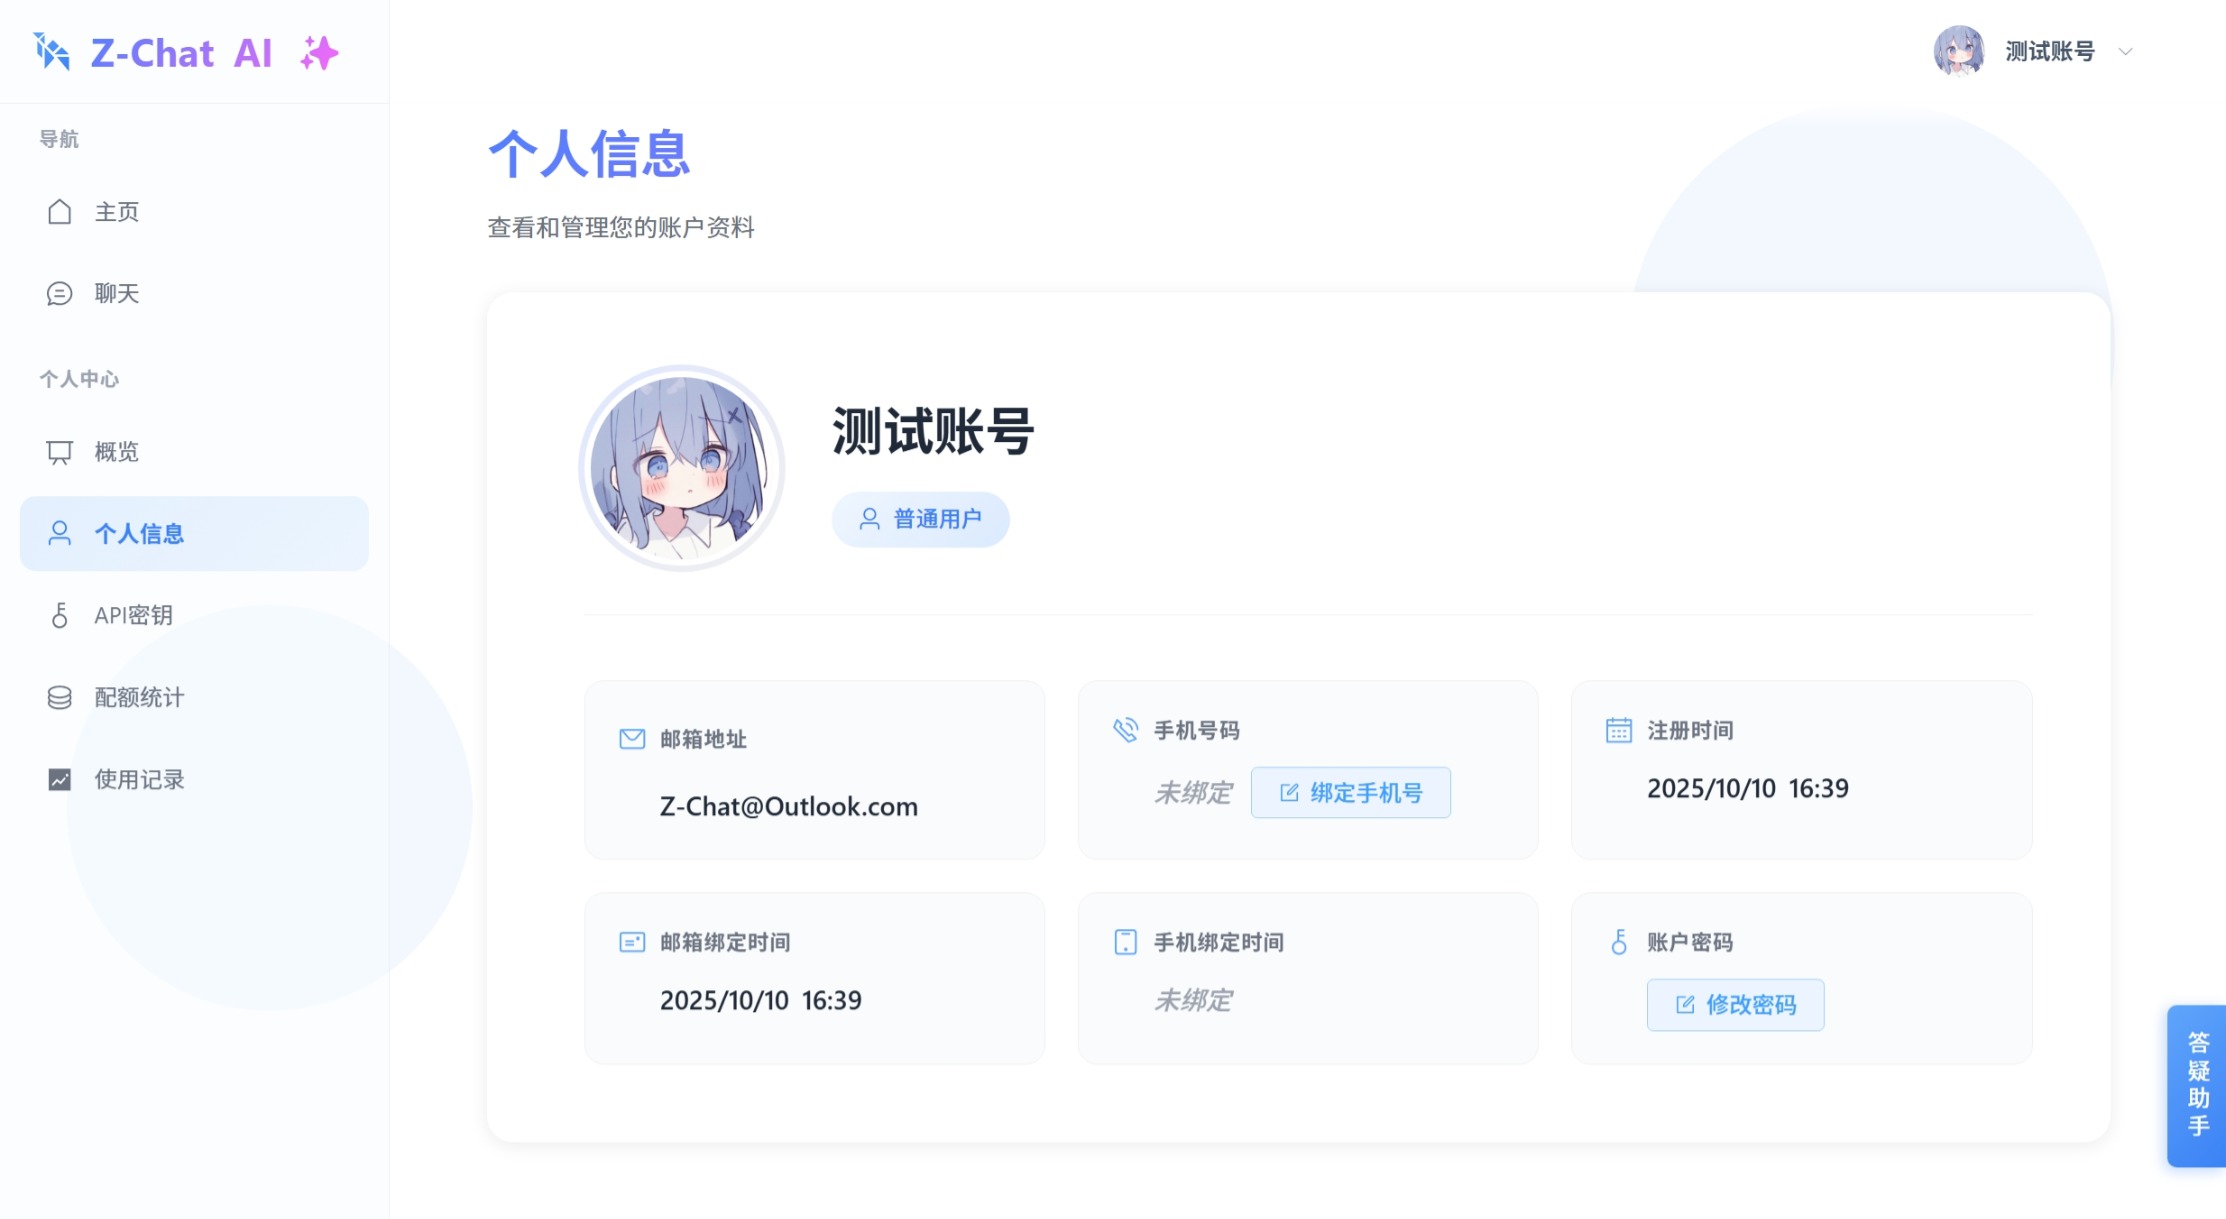 Z-Chat AI
测试账号
导航
主页
聊天
个人中心
概览
个人信息
API密钥
配额统计
使用记录
个人信息
查看和管理您的账户资料
测试账号
普通用户
邮箱地址
Z-Chat@Outlook.com
手机号码
未绑定 绑定手机号
注册时间
2025/10/10 16:39
邮箱绑定时间
2025/10/10 16:39
手机绑定时间
未绑定
账户密码
修改密码
答疑助手